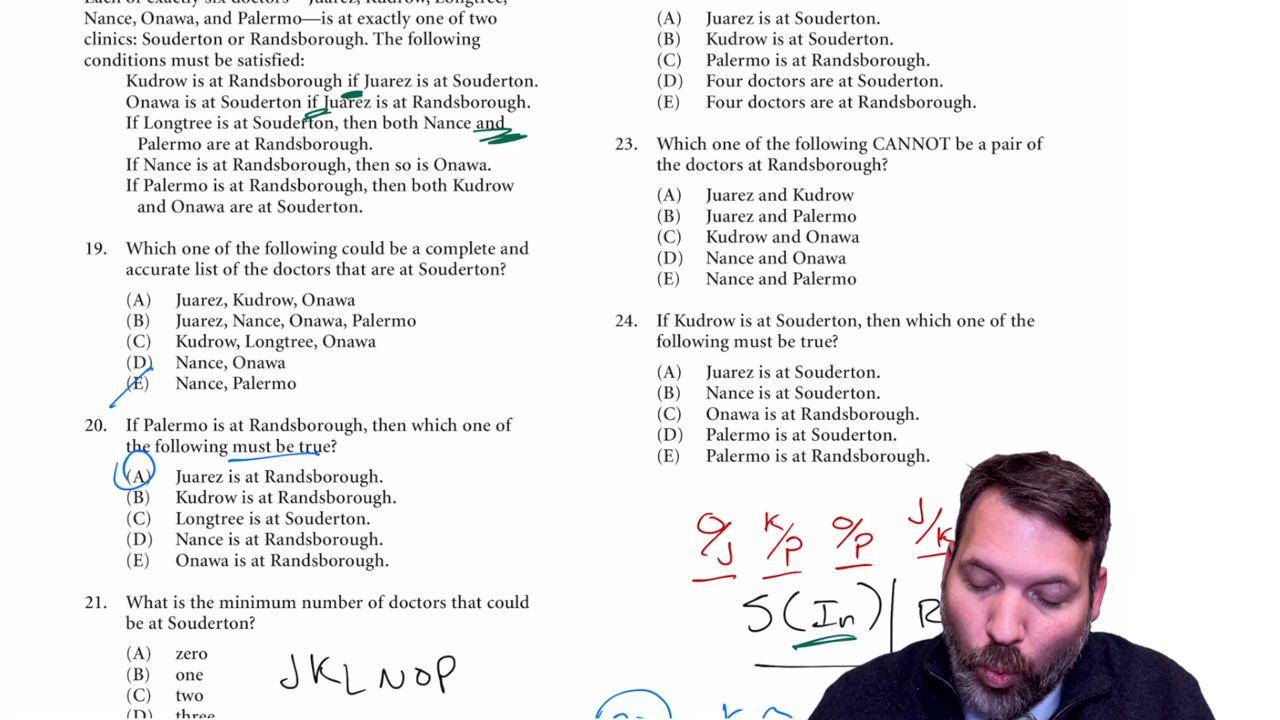 Nance, Onawa, and Palermo—is at exactly one of two
clinics: Souderton or Randsborough. The following
conditions must be satisfied:
Kudrow is at Randsborough if Juarez is at Souderton.
Onawa is at Souderton if Juarez is at Randsborough.
If Longtree is at Souderton, then both Nance and
Palermo are at Randsborough.
If Nance is at Randsborough, then so is Onawa.
If Palermo is at Randsborough, then both Kudrow
and Onawa are at Souderton.
19. Which one of the following could be a complete and
accurate list of the doctors that are at Souderton?
(A) Juarez, Kudrow, Onawa
(B) Juarez, Nance, Onawa, Palermo
(C) Kudrow, Longtree, Onawa
(D) Nance, Onawa
(E) Nance, Palermo
20. If Palermo is at Randsborough, then which one of
the following must be true?
(A) Juarez is at Randsborough.
(B) Kudrow is at Randsborough.
(C) Longtree is at Souderton.
(D) Nance is at Randsborough.
(E) Onawa is at Randsborough.
21. What is the minimum number of doctors that could
be at Souderton?
(A) zero
(B) one
(C) two
(D) three
JKLNOP
(A) Juarez is at Souderton.
(B) Kudrow is at Souderton.
(C) Palermo is at Randsborough.
(D) Four doctors are at Souderton.
(E) Four doctors are at Randsborough.
23. Which one of the following CANNOT be a pair of
the doctors at Randsborough?
(A) Juarez and Kudrow
(B) Juarez and Palermo
(C) Kudrow and Onawa
(D) Nance and Onawa
(E) Nance and Palermo
24. If Kudrow is at Souderton, then which one of the
following must be true?
(A) Juarez is at Souderton.
(B) Nance is at Souderton.
(C) Onawa is at Randsborough.
(D) Palermo is at Souderton.
(E) Palermo is at Randsborough.
O/J K/P O/P J/K
S(In) R